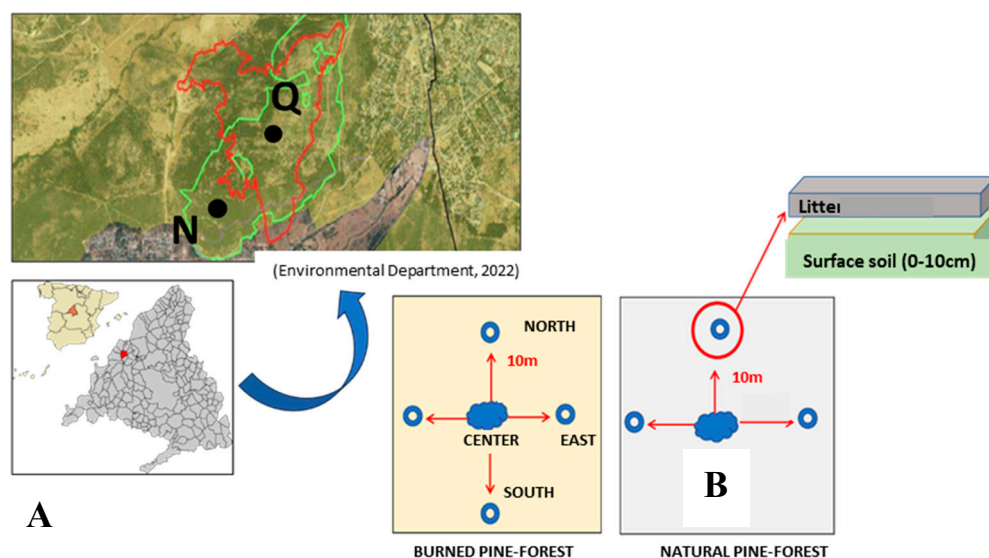 Q
N
(Environmental Department, 2022)
Litter
Surface soil (0-10cm)
NORTH
10m
CENTER
EAST
SOUTH
10m
A
B
BURNED PINE-FOREST
NATURAL PINE-FOREST